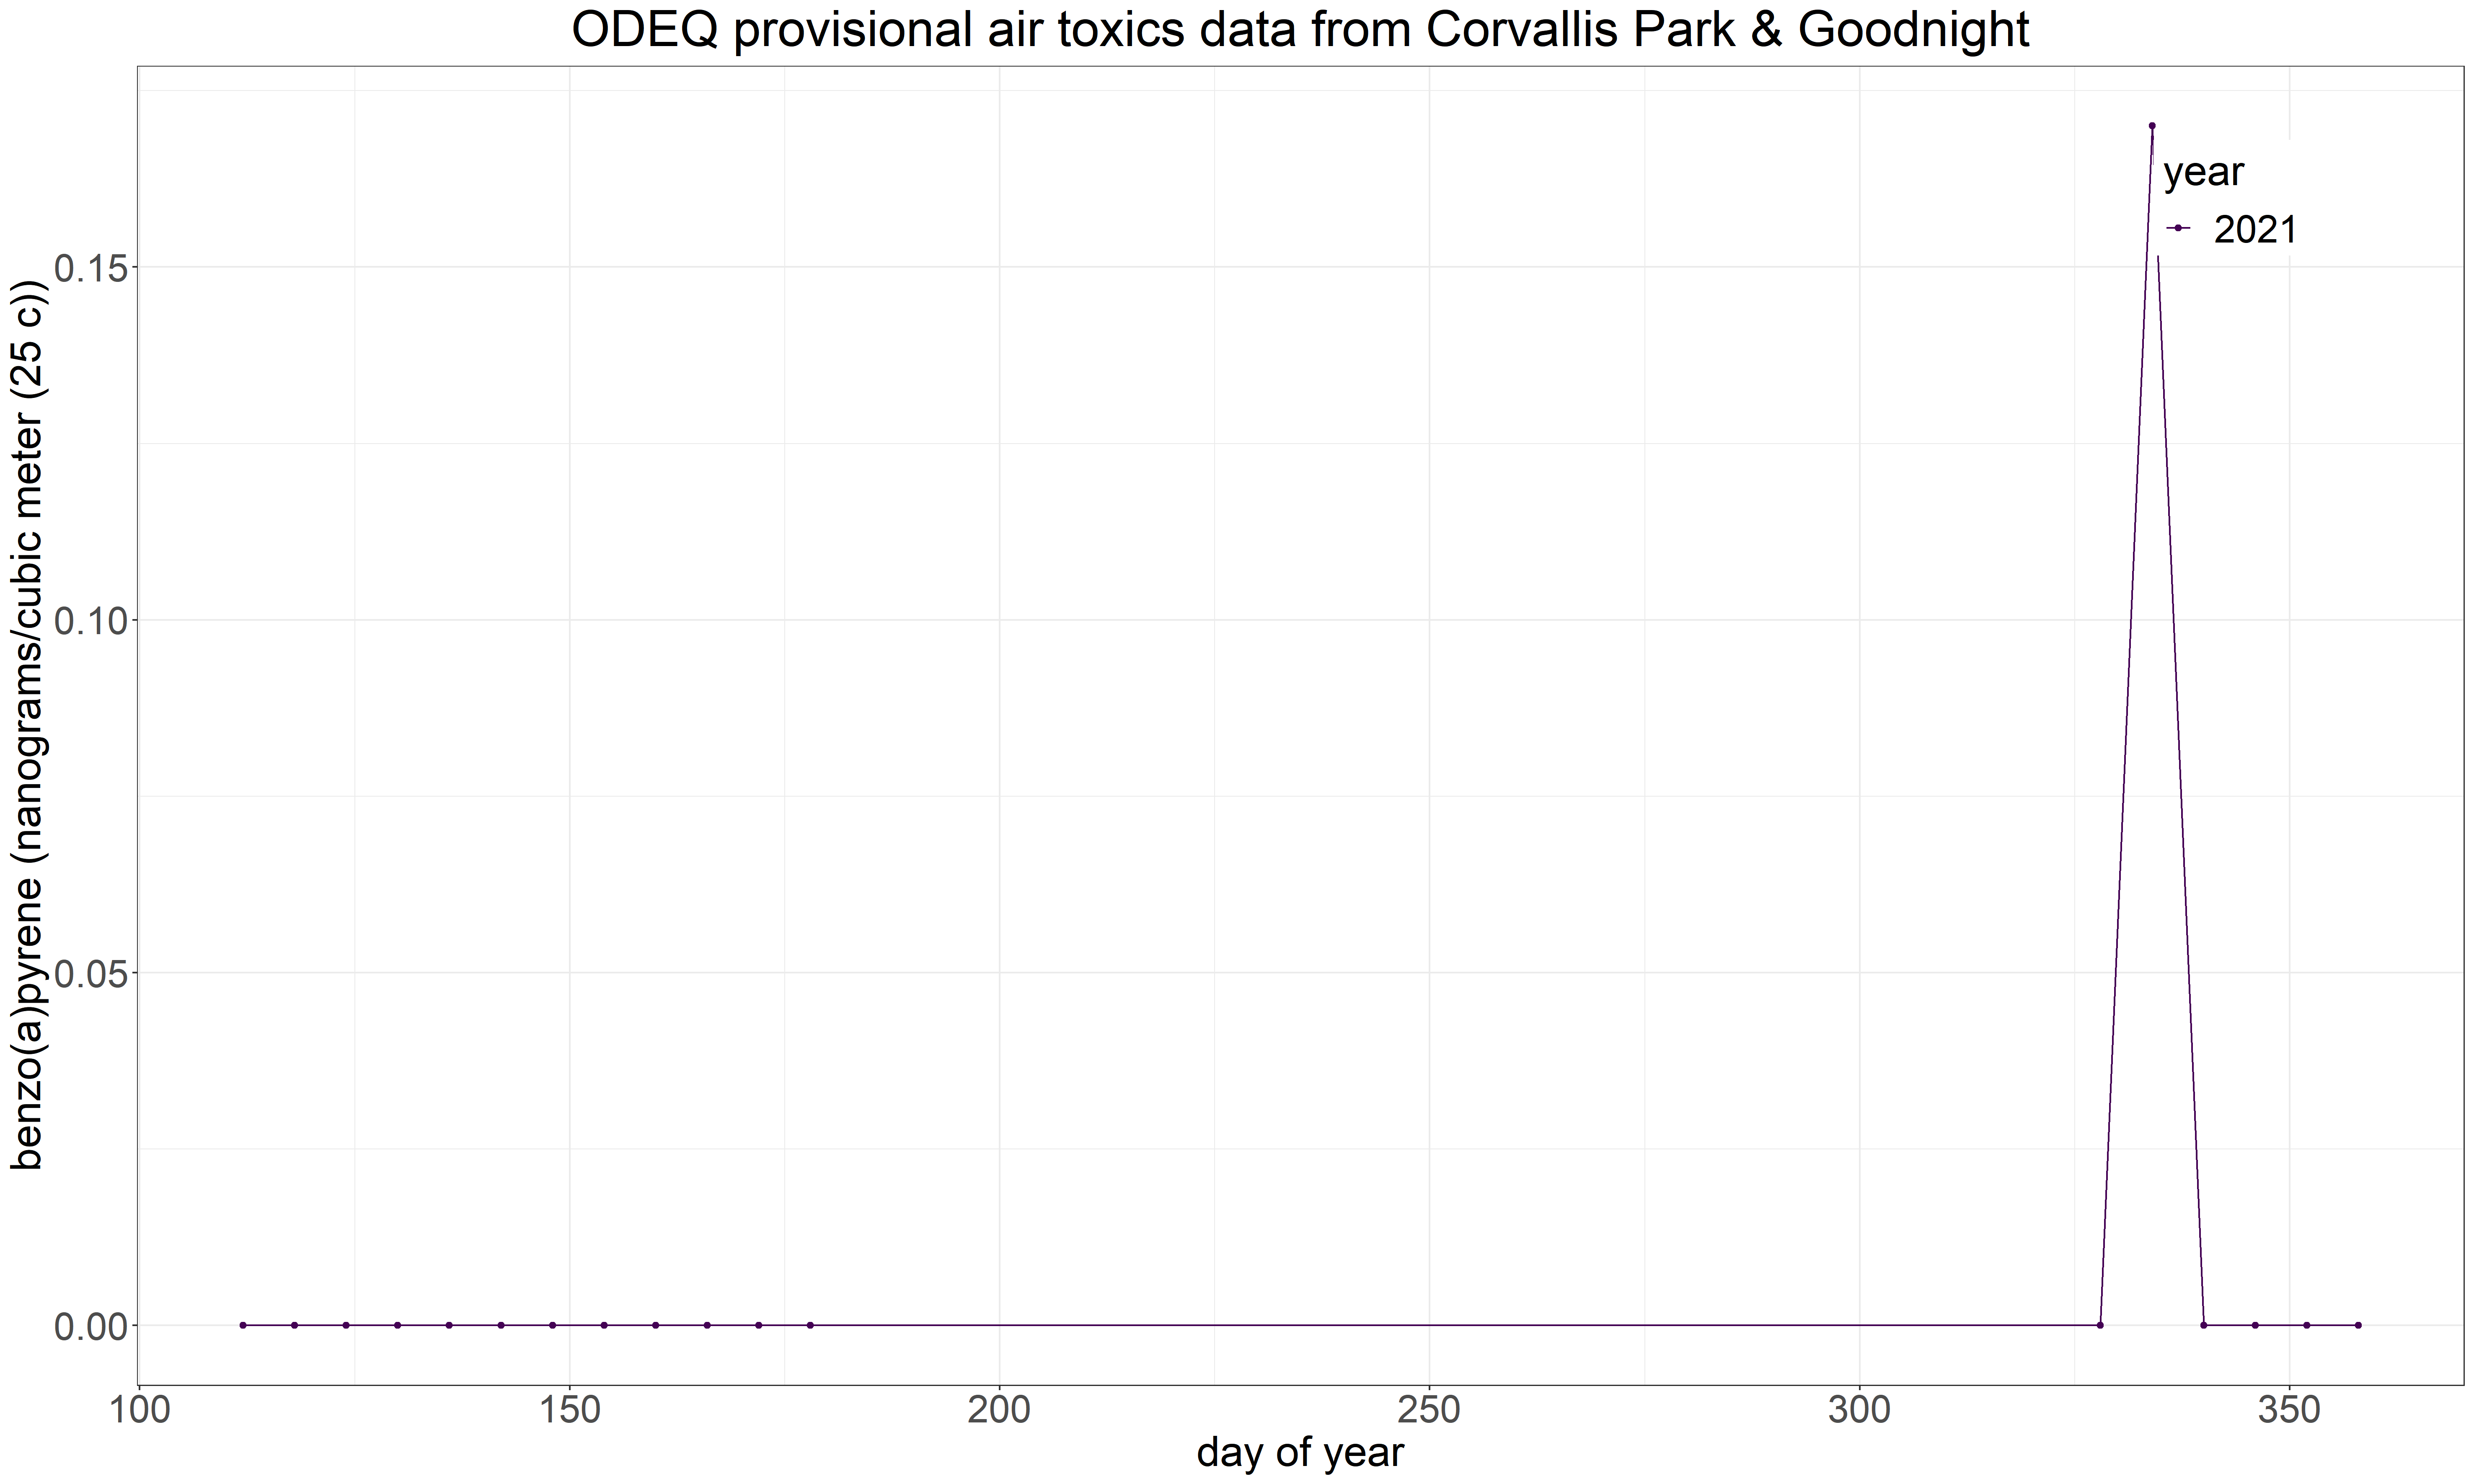 ODEQ provisional air toxics data from Corvallis Park & Goodnight
benzo(a)pyrene (nanograms/cubic meter (25 c))
0.15
0.10
0.05
0.00
year
2021
100 150 200 250 300 350
day of year